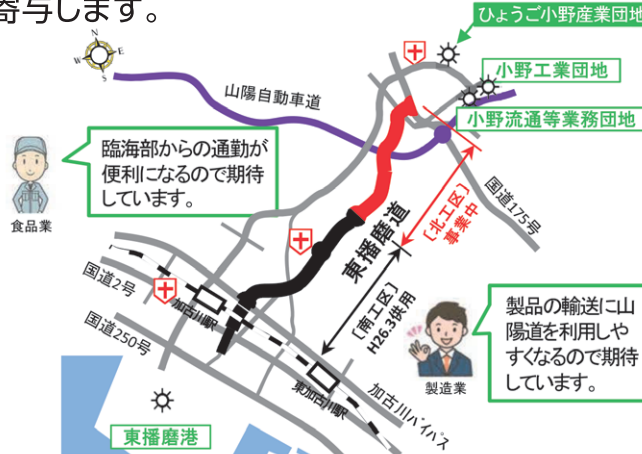 寄与します。
ひょうご小野産業団地
N
W
E
S
小野工業団地
山陽自動車道
小野流通等業務団地
臨海部からの通勤が
便利になるので期待
しています。
食品業
国道175号
[北工区]
事業中
東播磨道
[南工区]
H26.3供用
国道2号
加古川駅
国道250号
製品の輸送に山
陽道を利用しや
すくなるので期待
しています。
製造業
東加古川駅
加古川バイパス
東播磨港